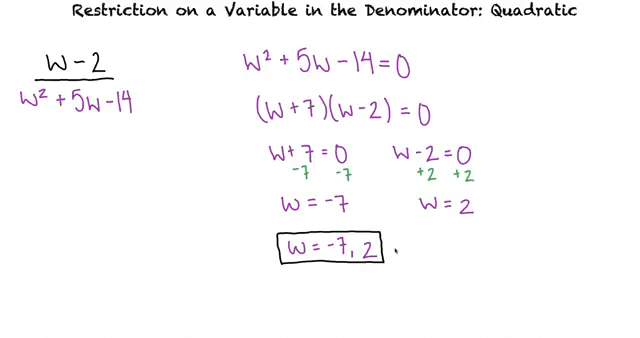 Restriction on a Variable in the Denominator: Quadratic
w - 2
w² + 5w - 14
w² + 5w - 14 = 0
(w + 7)(w - 2) = 0
w + 7 = 0
-7 -7
w = -7
w - 2 = 0
+2 +2
w = 2
w = -7, 2